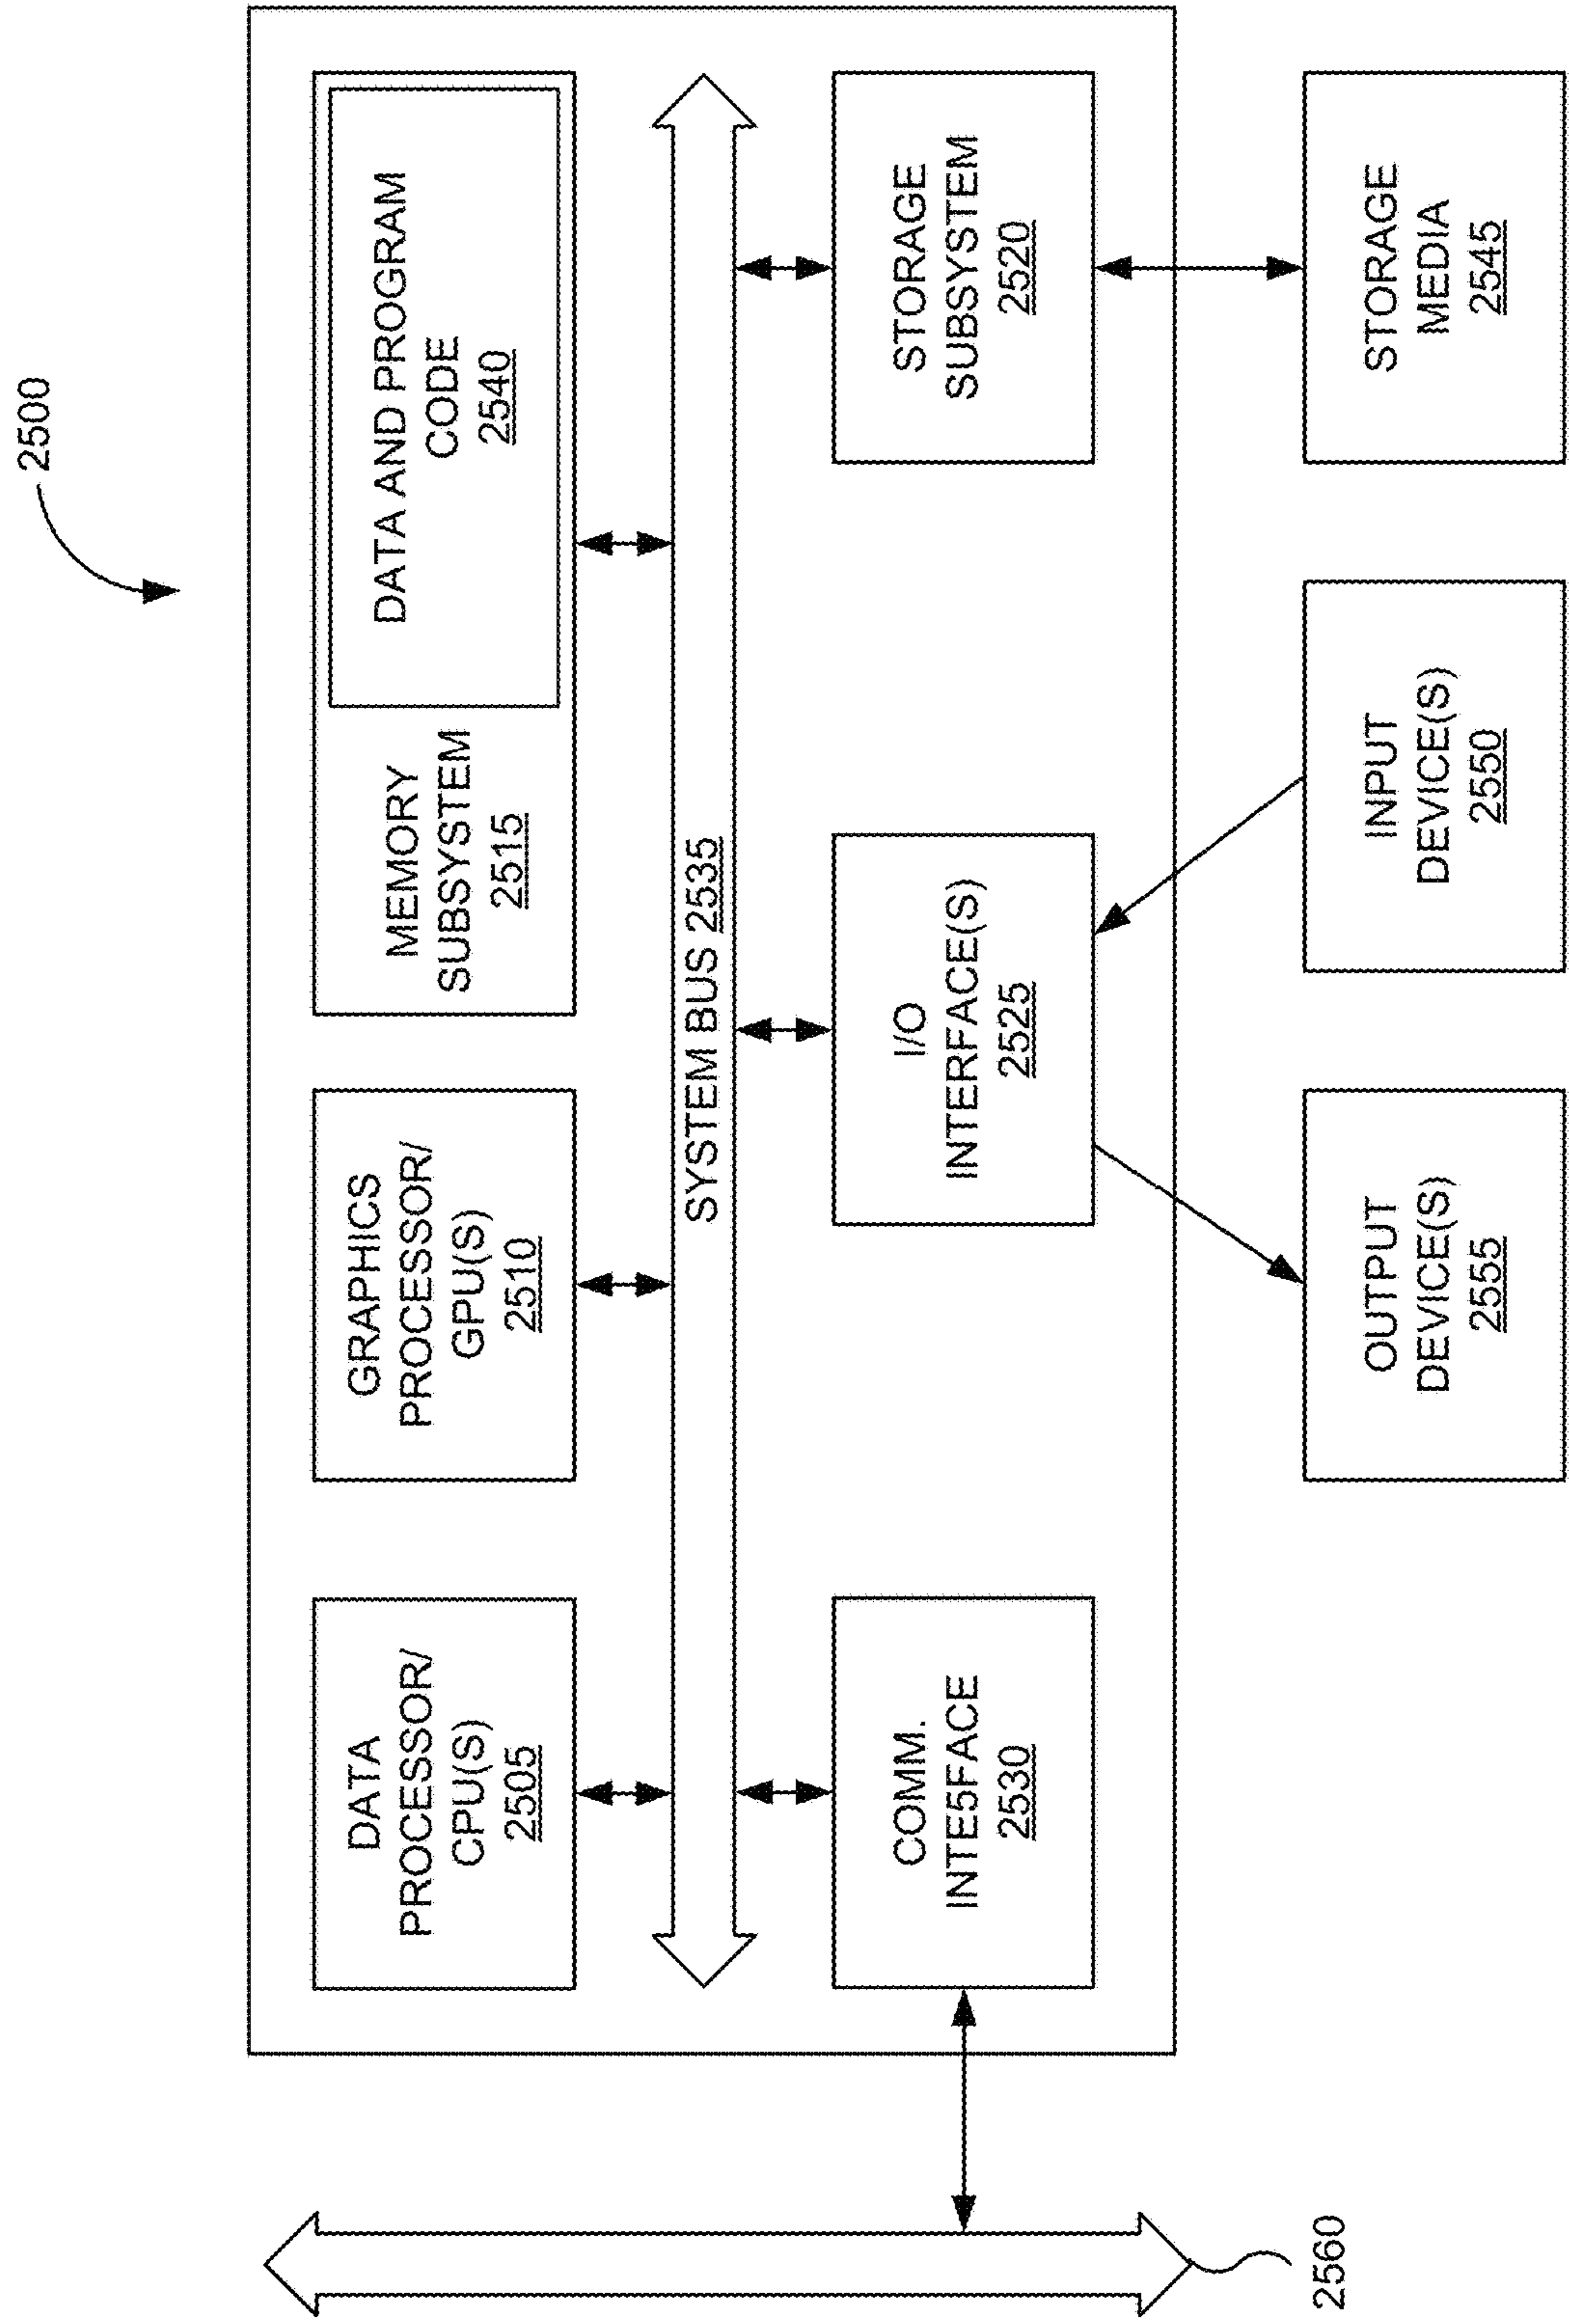 2500
DATA
PROCESSOR/
CPU(S)
2505
GRAPHICS
PROCESSOR/
GPU(S)
2510
MEMORY
SUBSYSTEM
2515
DATA AND PROGRAM
CODE
2540
SYSTEM BUS 2535
COMM.
INTE5FACE
2530
I/O
INTERFACE(S)
2525
STORAGE
SUBSYSTEM
2520
OUTPUT
DEVICE(S)
2555
INPUT
DEVICE(S)
2550
STORAGE
MEDIA
2545
2560